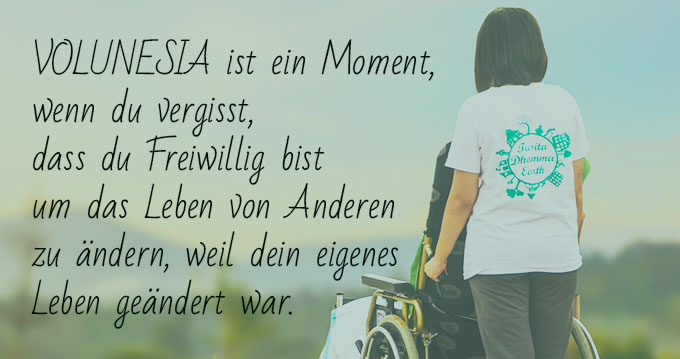 VOLUNESIA ist ein Moment,
wenn du vergisst,
dass du Freiwillig bist
um das Leben von Anderen
zu ändern, weil dein eigenes
Leben geändert war.
Twita
Dhamma
Earth